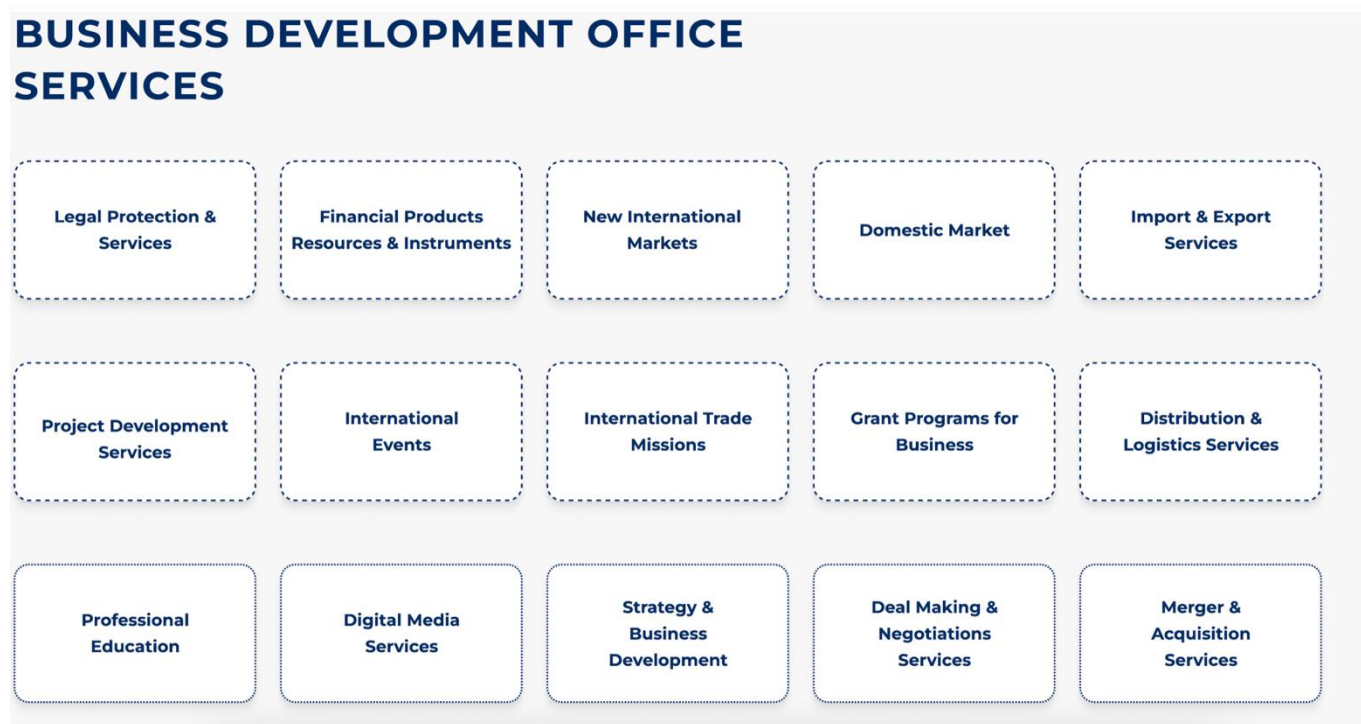 BUSINESS DEVELOPMENT OFFICE
SERVICES
Legal Protection &
Services
Financial Products
Resources & Instruments
New International
Markets
Domestic Market
Import & Export
Services
Project Development
Services
International
Events
International Trade
Missions
Grant Programs for
Business
Distribution &
Logistics Services
Professional
Education
Digital Media
Services
Strategy &
Business
Development
Deal Making &
Negotiations
Services
Merger &
Acquisition
Services